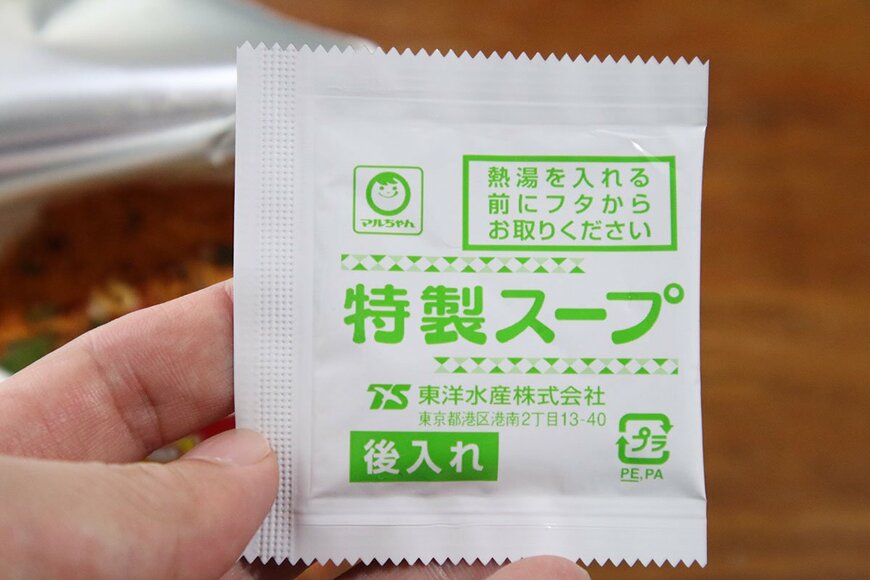 マルちゃん
熱湯を入れる
前にフタから
お取りください
特製スープ
TS 東洋水産株式会社
東京都港区港南2丁目13-40
後入れ
プラ
PE,PA